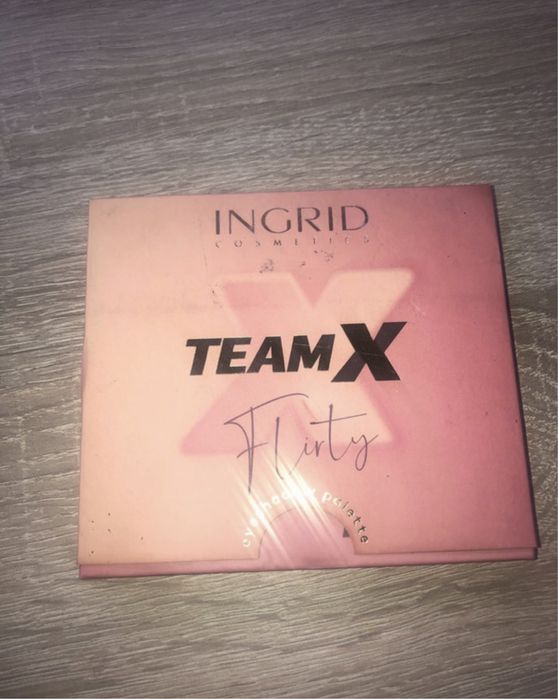 INGRID
COSMETICS
X
TEAM X
Flirty
eyeshadow palette